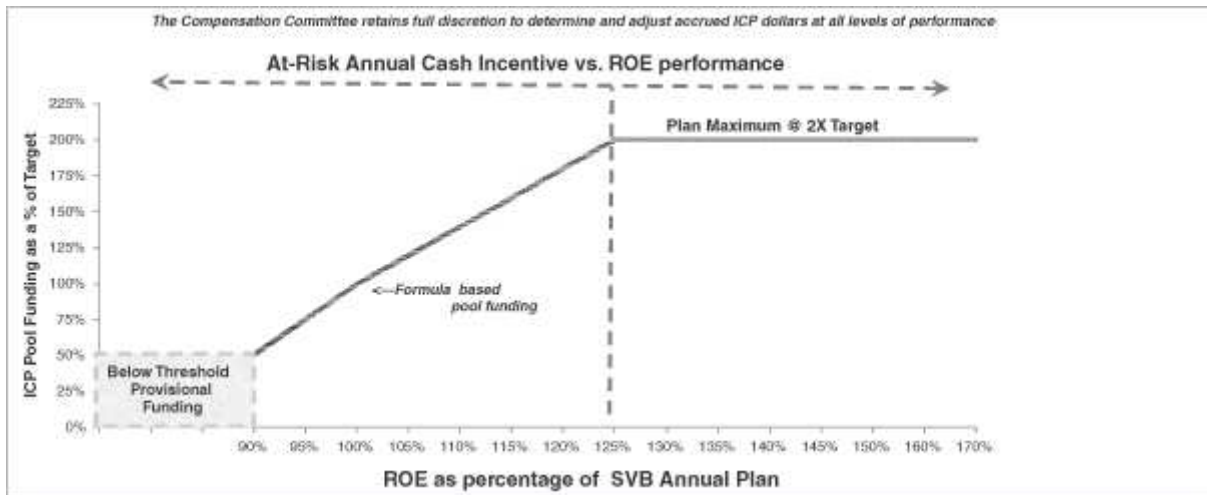 The Compensation Committee retains full discretion to determine and adjust accrued ICP dollars at all levels of performance
At-Risk Annual Cash Incentive vs. ROE performance
225%
Plan Maximum @ 2X Target
200%
175%
150%
125%
100%
<—Formula based
pool funding
75%
50%
Below Threshold
Provisional
Funding
25%
0%
ICP Pool Funding as a % of Target
90% 95% 100% 105% 110% 115% 120% 125% 130% 135% 140% 145% 150% 160% 170%
ROE as percentage of SVB Annual Plan